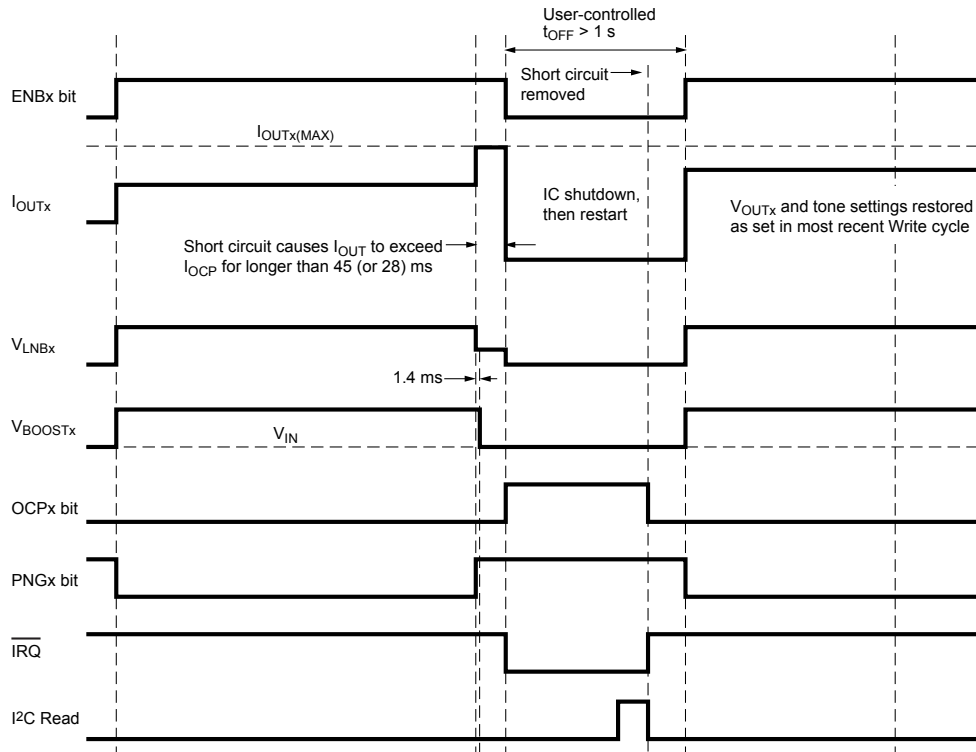 User-controlled
tOFF > 1 s
Short circuit
removed
ENBx bit
IOUTx(MAX)
IOUTx
IC shutdown,
then restart
VOUTx and tone settings restored
as set in most recent Write cycle
Short circuit causes IOUT to exceed
IOCP for longer than 45 (or 28) ms
VLNBx
1.4 ms
VBOOSTx
VIN
OCPx bit
PNGx bit
IRQ
I2C Read